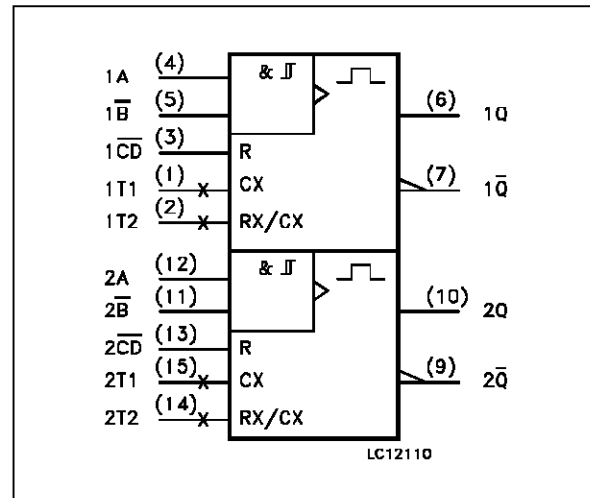 1A (4) & ⎍ (6) 1Q
1B̅ (5)
1C̅D̅ (3) R
1T1 (1) CX (7) 1Q̅
1T2 (2) RX/CX
2A (12) &
2B̅ (11) (10) 2Q
2C̅D̅ (13) R
2T1 (15) CX (9) 2Q̅
2T2 (14) RX/CX
LC12110